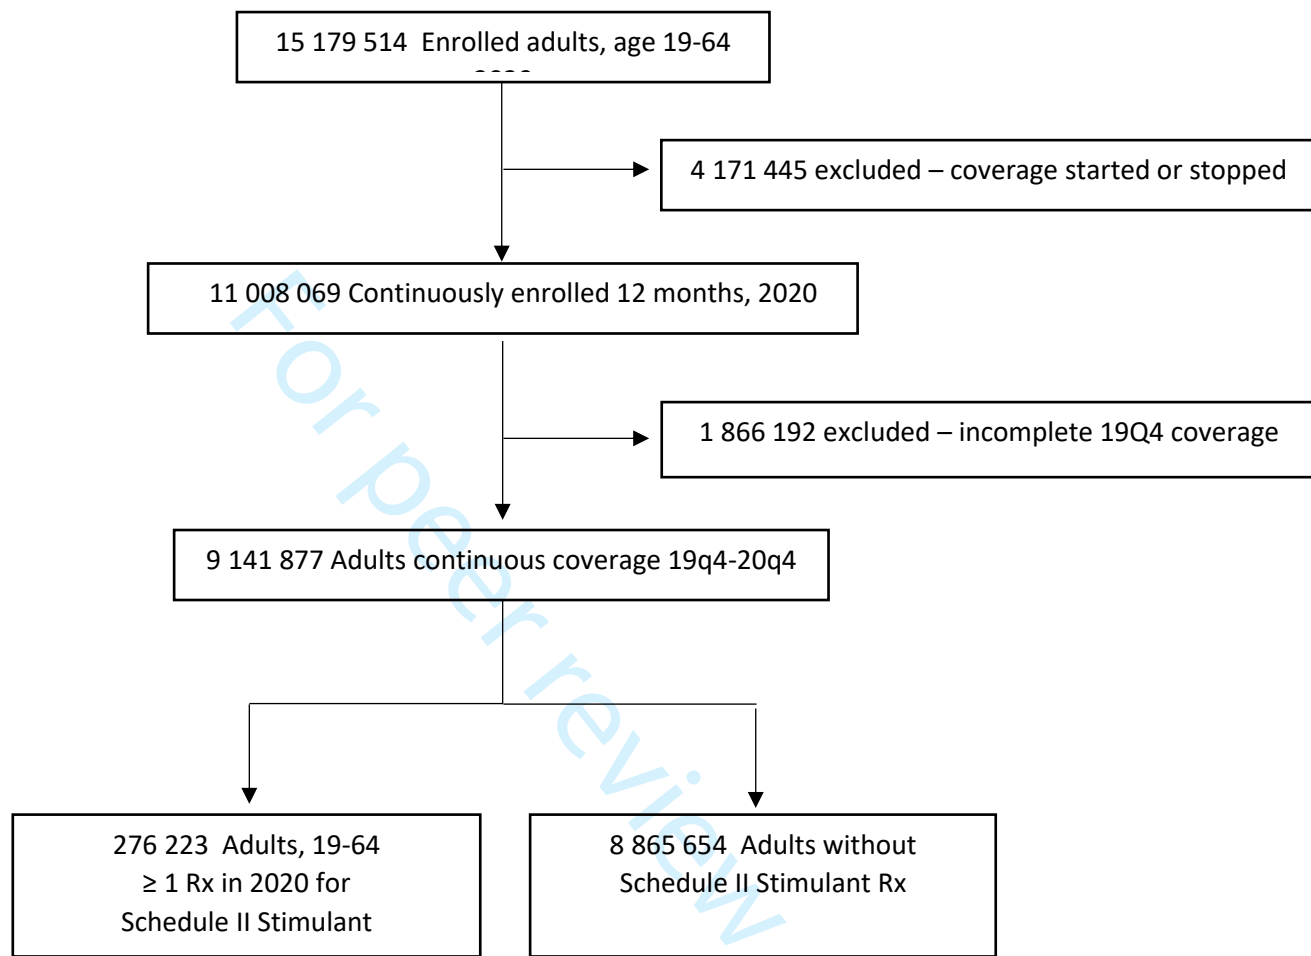 15 179 514  Enrolled adults, age 19-64
4 171 445 excluded – coverage started or stopped
11 008 069 Continuously enrolled 12 months, 2020
1 866 192 excluded – incomplete 19Q4 coverage
9 141 877 Adults continuous coverage 19q4-20q4
276 223  Adults, 19-64
≥ 1 Rx in 2020 for
Schedule II Stimulant
8 865 654  Adults without
Schedule II Stimulant Rx
For peer review